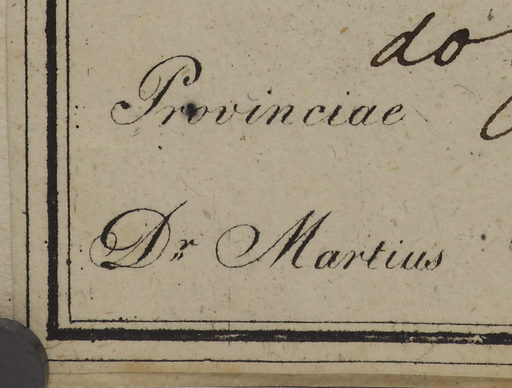 do
Provinciae
Dr Martius